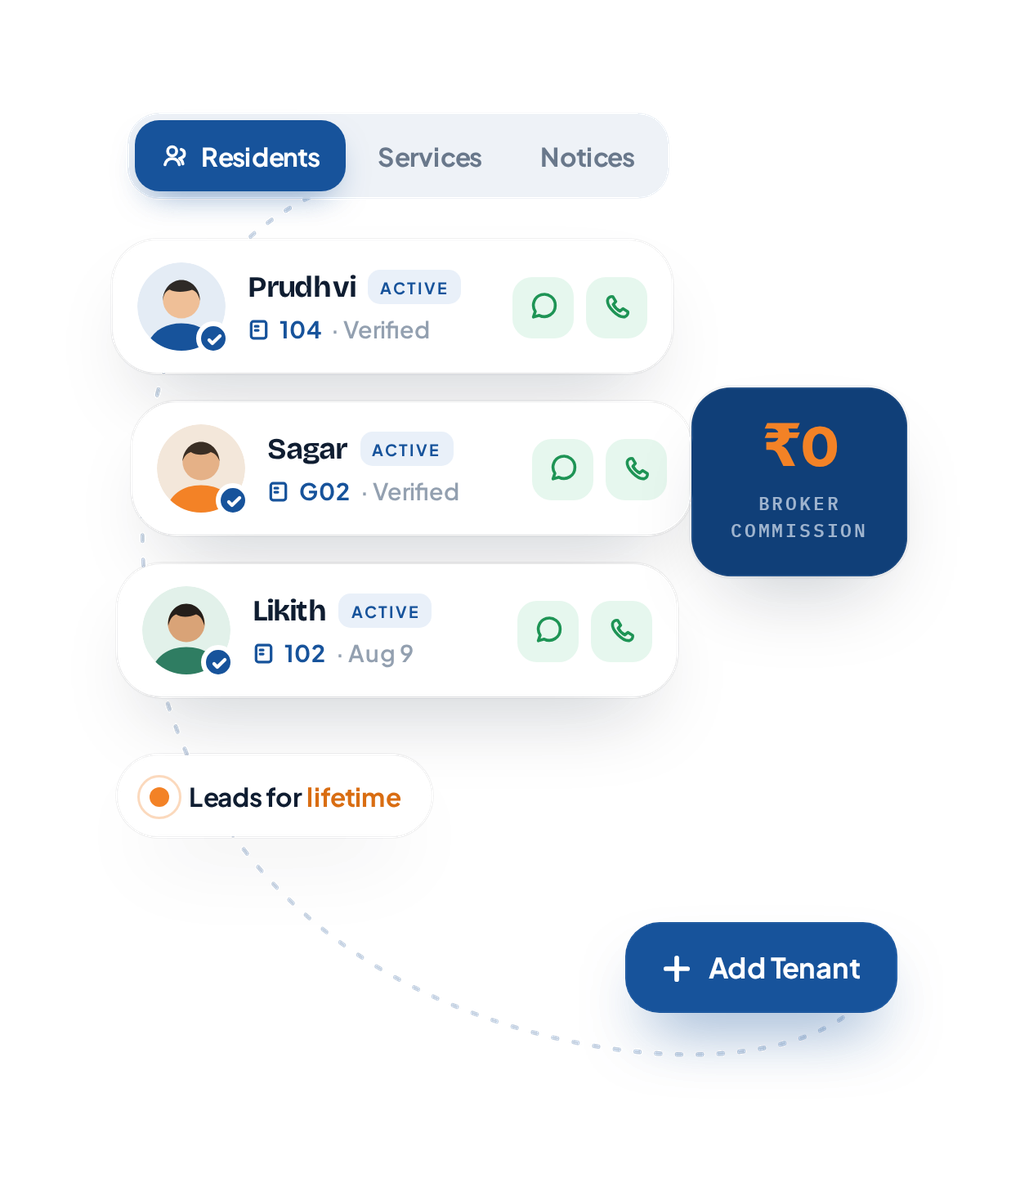 Residents Services Notices
Prudhvi ACTIVE
104 · Verified
Sagar ACTIVE
G02 · Verified
₹0
BROKER
COMMISSION
Likith ACTIVE
102 · Aug 9
Leads for lifetime
+ Add Tenant